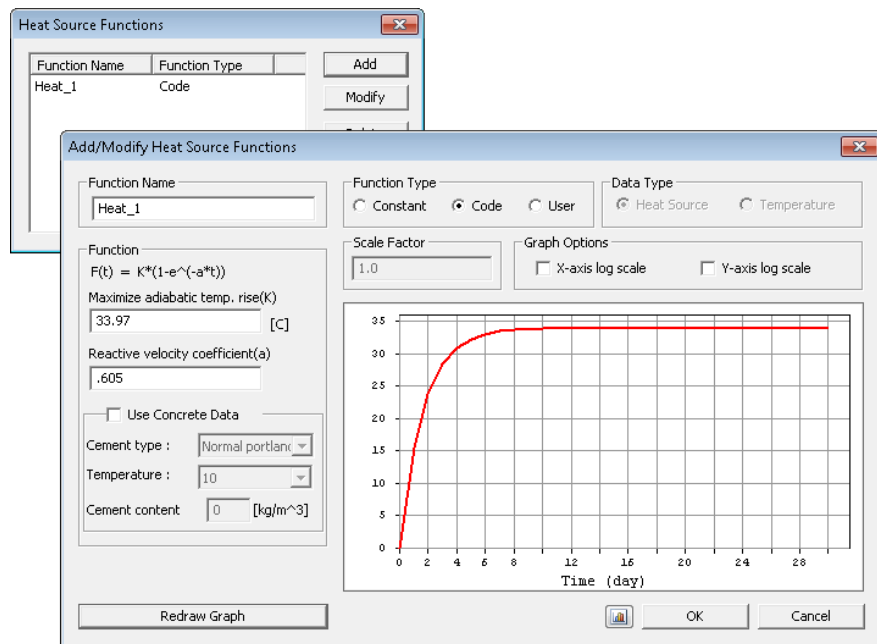 Heat Source Functions
Function Name Function Type
Heat_1 Code
Add
Modify
Add/Modify Heat Source Functions
Function Name
Heat_1
Function Type
Constant Code User
Data Type
Heat Source Temperature
Function
F(t) = K*(1-e^(-a*t))
Maximize adiabatic temp. rise(K)
33.97 [C]
Reactive velocity coefficient(a)
.605
Use Concrete Data
Cement type : Normal portlanc
Temperature : 10
Cement content 0 [kg/m^3]
Scale Factor
1.0
Graph Options
X-axis log scale Y-axis log scale
35
30
25
20
15
10
5
0
0 2 4 6 8 12 16 20 24 28
Time (day)
Redraw Graph
OK
Cancel